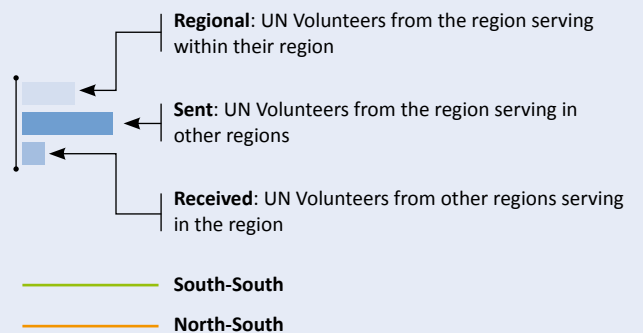 Regional: UN Volunteers from the region serving
within their region
Sent: UN Volunteers from the region serving in
other regions
Received: UN Volunteers from other regions serving
in the region
South-South
North-South